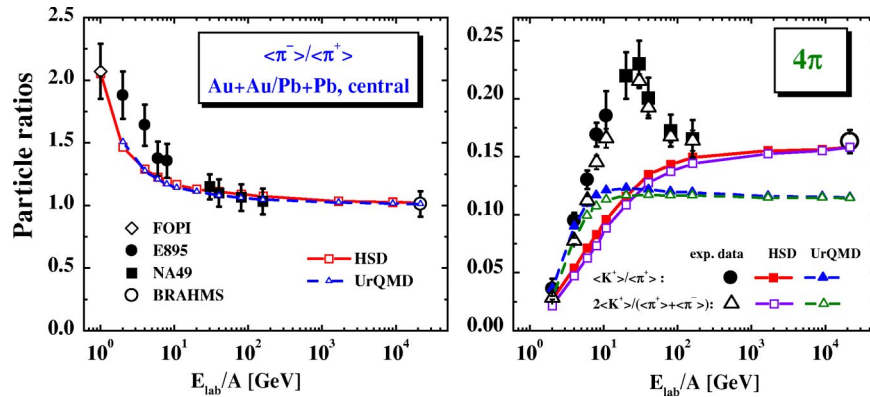 Particle ratios
2.5
2.0
1.5
1.0
0.5
0.0
<π⁻>/<π⁺>
Au+Au/Pb+Pb, central
FOPI
E895
NA49
BRAHMS
HSD
UrQMD
10⁰ 10¹ 10² 10³ 10⁴
E_lab/A [GeV]
0.25
0.20
0.15
0.10
0.05
0.00
4π
exp. data HSD UrQMD
<K⁺>/<π⁺> :
2<K⁺>/(<π⁺>+<π⁻>):
10⁰ 10¹ 10² 10³ 10⁴
E_lab/A [GeV]